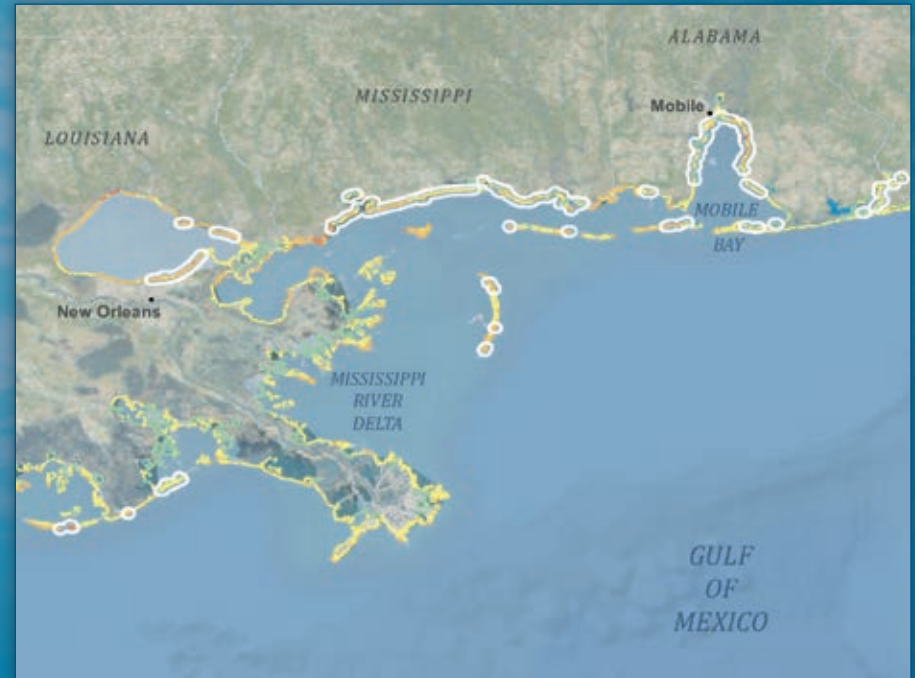 ALABAMA
MISSISSIPPI
Mobile
LOUISIANA
MOBILE
BAY
New Orleans
MISSISSIPPI
RIVER
DELTA
GULF
OF
MEXICO